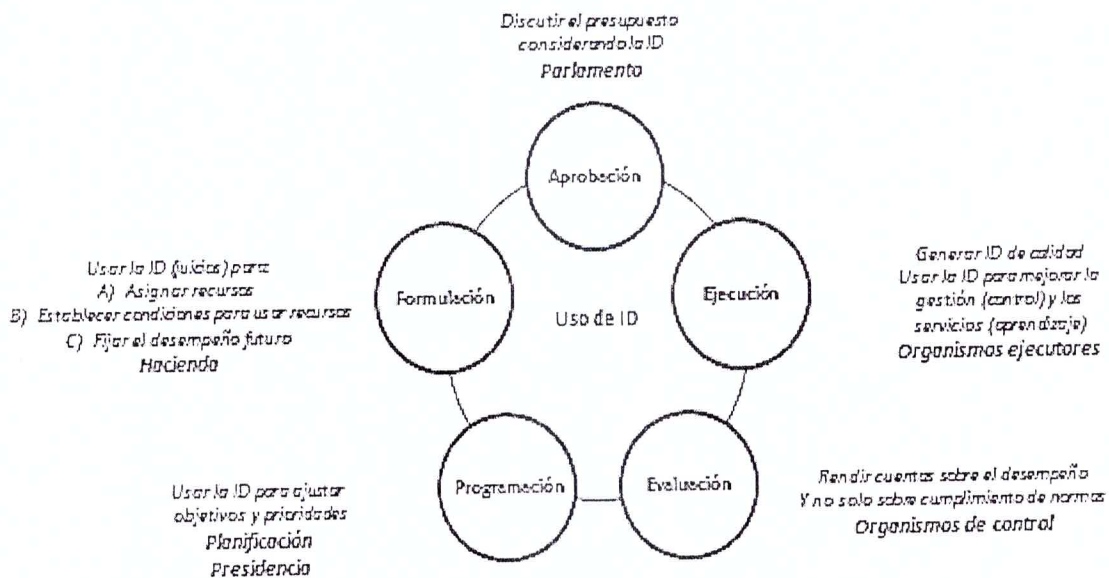 Discutir el presupuesto
considerando la ID
Parlamento
Aprobación
Usar la ID (juicios) para
A) Asignar recursos
B) Establecer condiciones para usar recursos
C) Fijar el desempeño futuro
Hacienda
Formulación
Uso de ID
Ejecución
Generar ID de calidad
Usar la ID para mejorar la
gestión (control) y los
servicios (aprendizaje)
Organismos ejecutores
Usar la ID para ajustar
objetivos y prioridades
Planificación
Presidencia
Programación
Evaluación
Rendir cuentas sobre el desempeño
Y no solo sobre cumplimiento de normas
Organismos de control